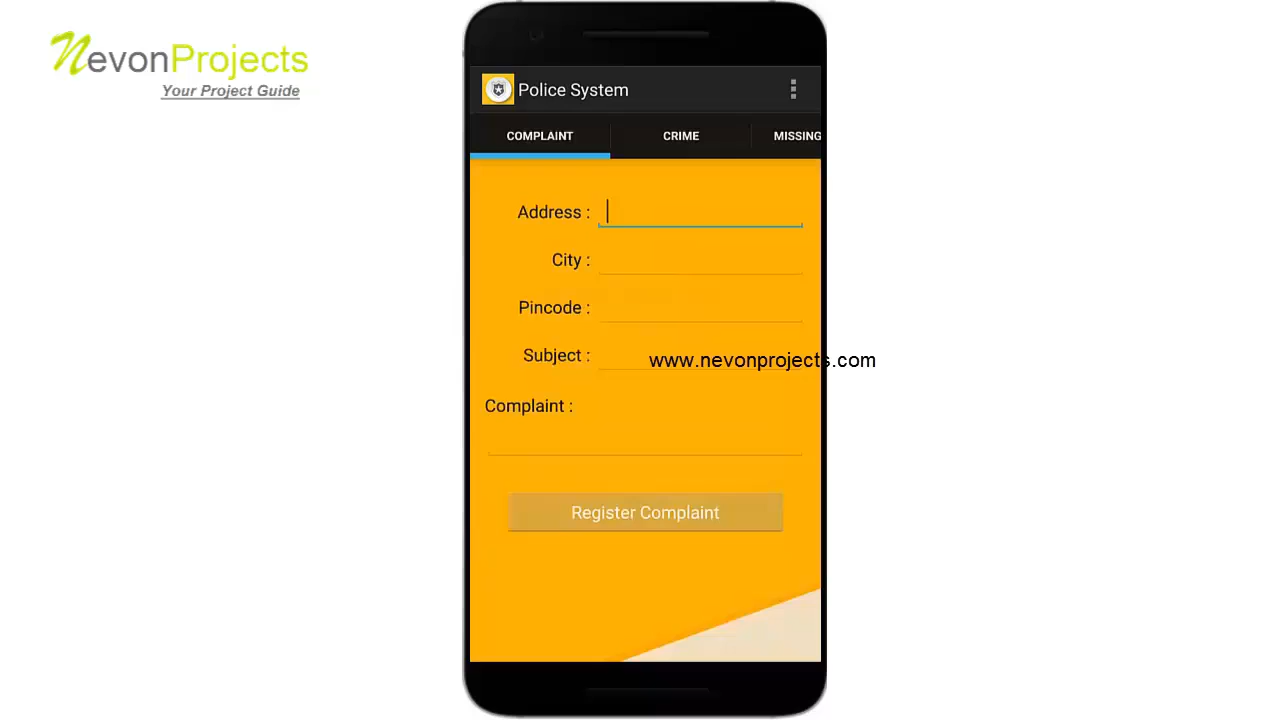 NevonProjects
Your Project Guide
Police System
COMPLAINT
CRIME
MISSING
Address :
City :
Pincode :
Subject :
www.nevonprojects.com
Complaint :
Register Complaint